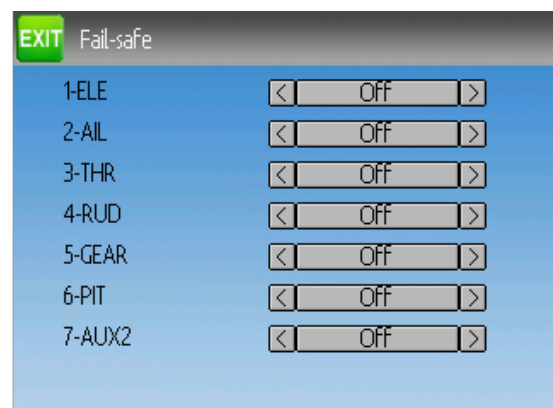 EXIT Fail-safe
1-ELE < Off >
2-AIL < Off >
3-THR < Off >
4-RUD < Off >
5-GEAR < Off >
6-PIT < Off >
7-AUX2 < Off >